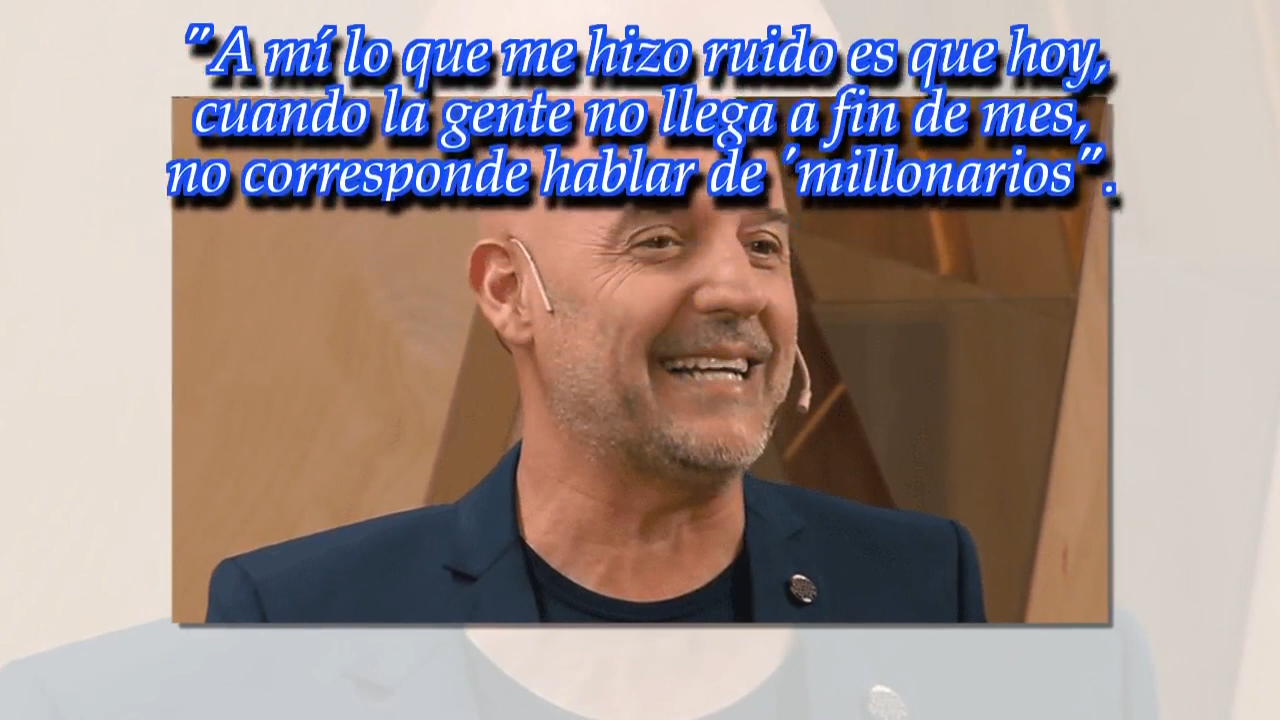 "A mí lo que me hizo ruido es que hoy,
cuando la gente no llega a fin de mes,
no corresponde hablar de ´millonarios".